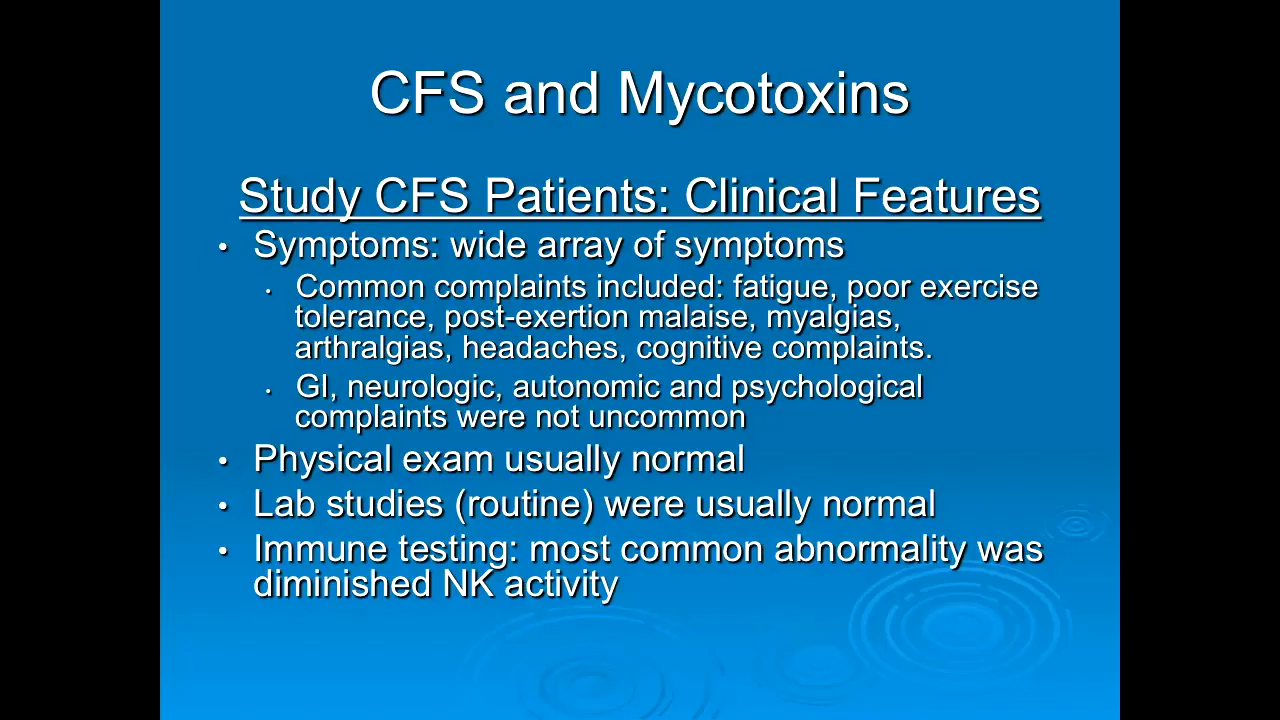 CFS and Mycotoxins
Study CFS Patients: Clinical Features
• Symptoms: wide array of symptoms
• Common complaints included: fatigue, poor exercise
tolerance, post-exertion malaise, myalgias,
arthralgias, headaches, cognitive complaints.
• GI, neurologic, autonomic and psychological
complaints were not uncommon
• Physical exam usually normal
• Lab studies (routine) were usually normal
• Immune testing: most common abnormality was
diminished NK activity